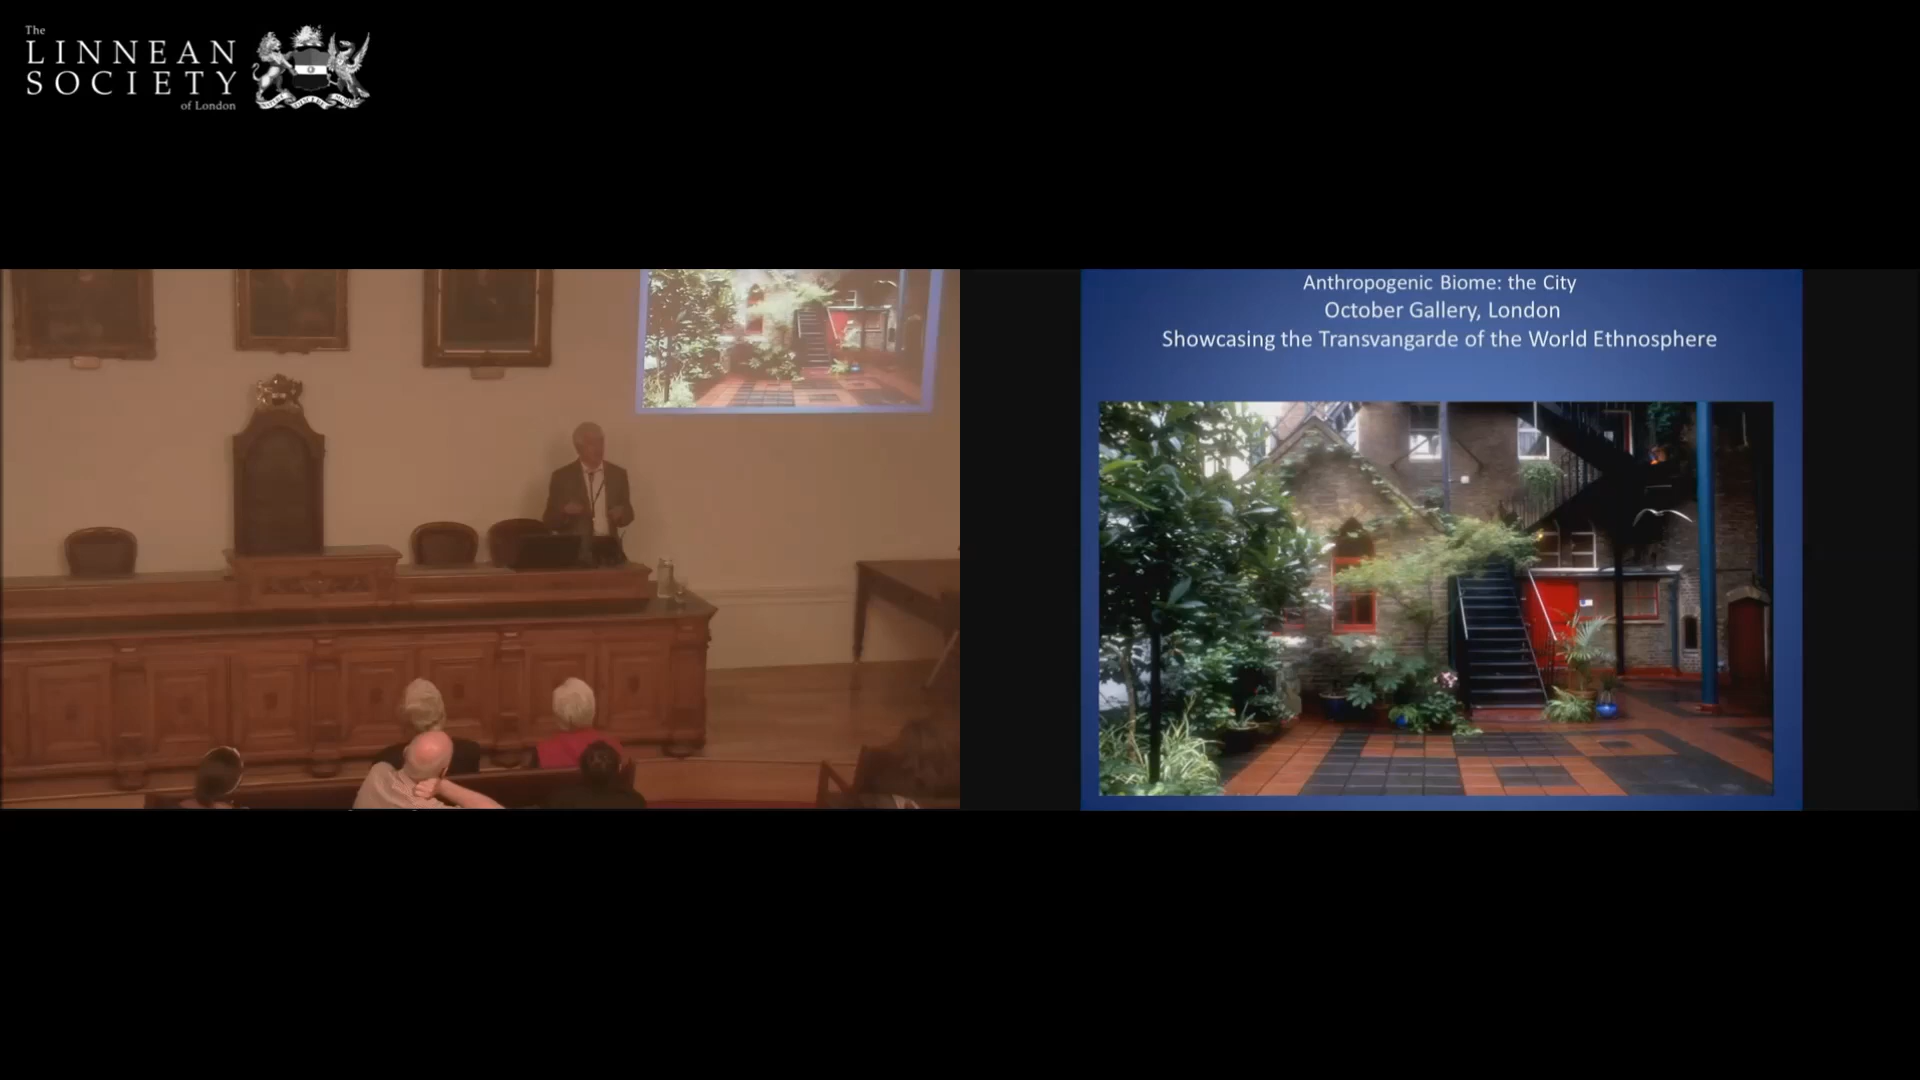 The
LINNEAN
SOCIETY
of London
Anthropogenic Biome: the City
October Gallery, London
Showcasing the Transvangarde of the World Ethnosphere